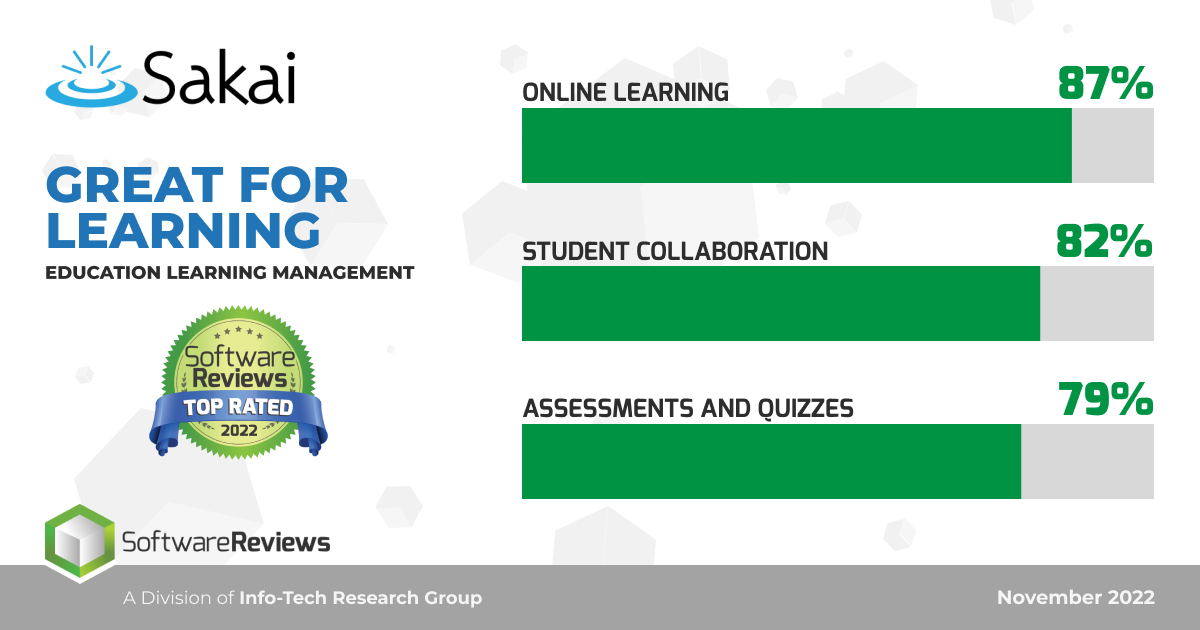 Sakai
GREAT FOR
LEARNING
EDUCATION LEARNING MANAGEMENT
Software
Reviews
TOP RATED
2022
SoftwareReviews
ONLINE LEARNING
87%
STUDENT COLLABORATION
82%
ASSESSMENTS AND QUIZZES
79%
A Division of Info-Tech Research Group
November 2022